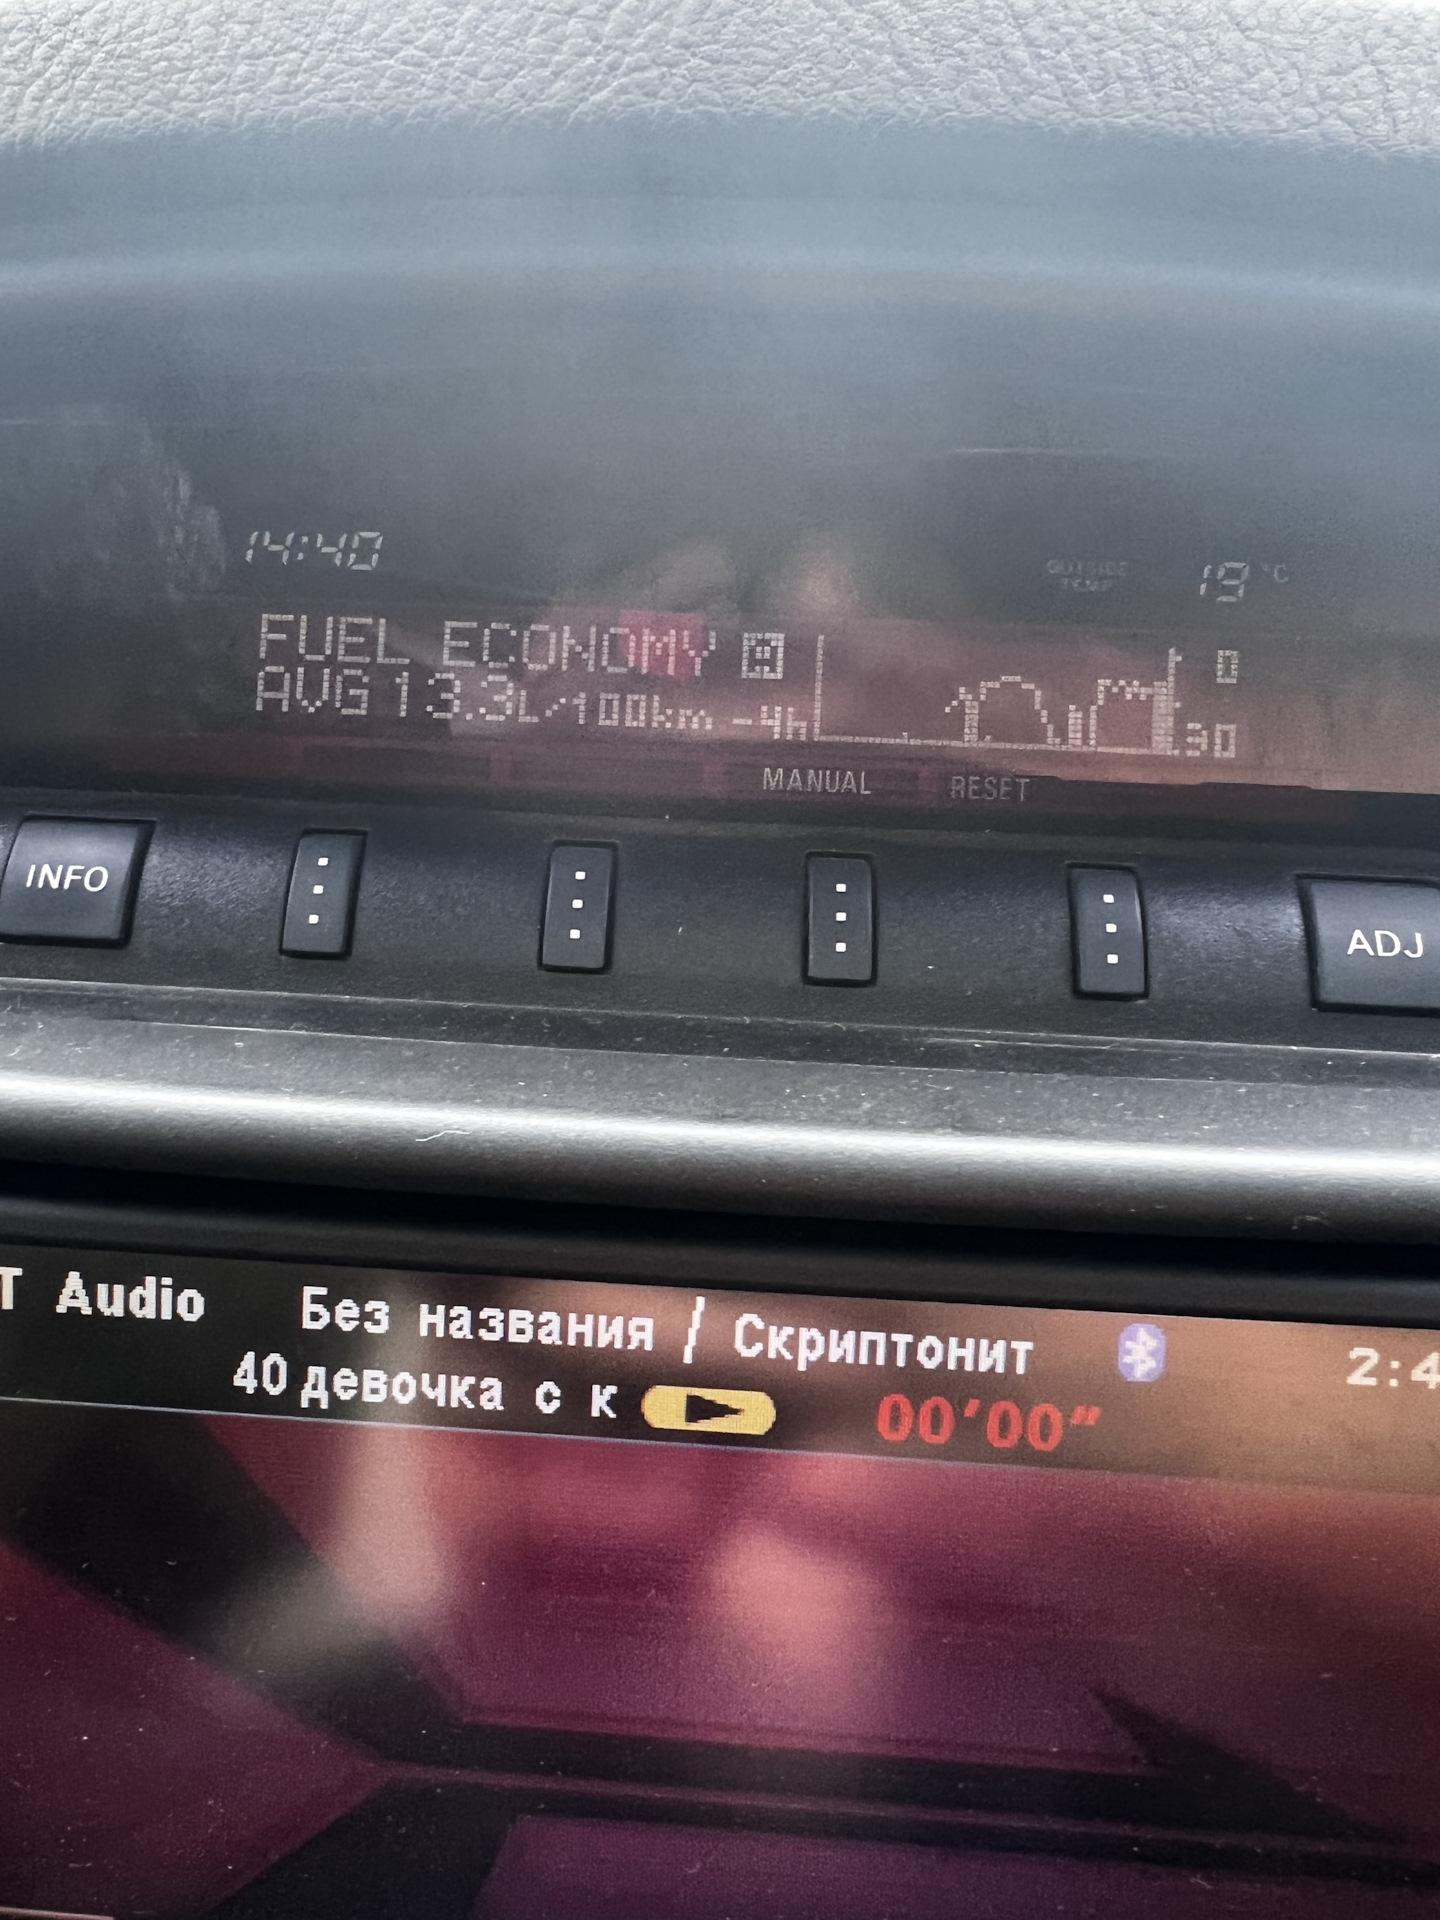 14:40
OUTSIDE TEMP 19°C
FUEL ECONOMY M 0
AVG 13.3L/100km -4h 30
MANUAL RESET
INFO ADJ
T Audio Без названия / Скриптонит 2:4
40 девочка с к 00'00"